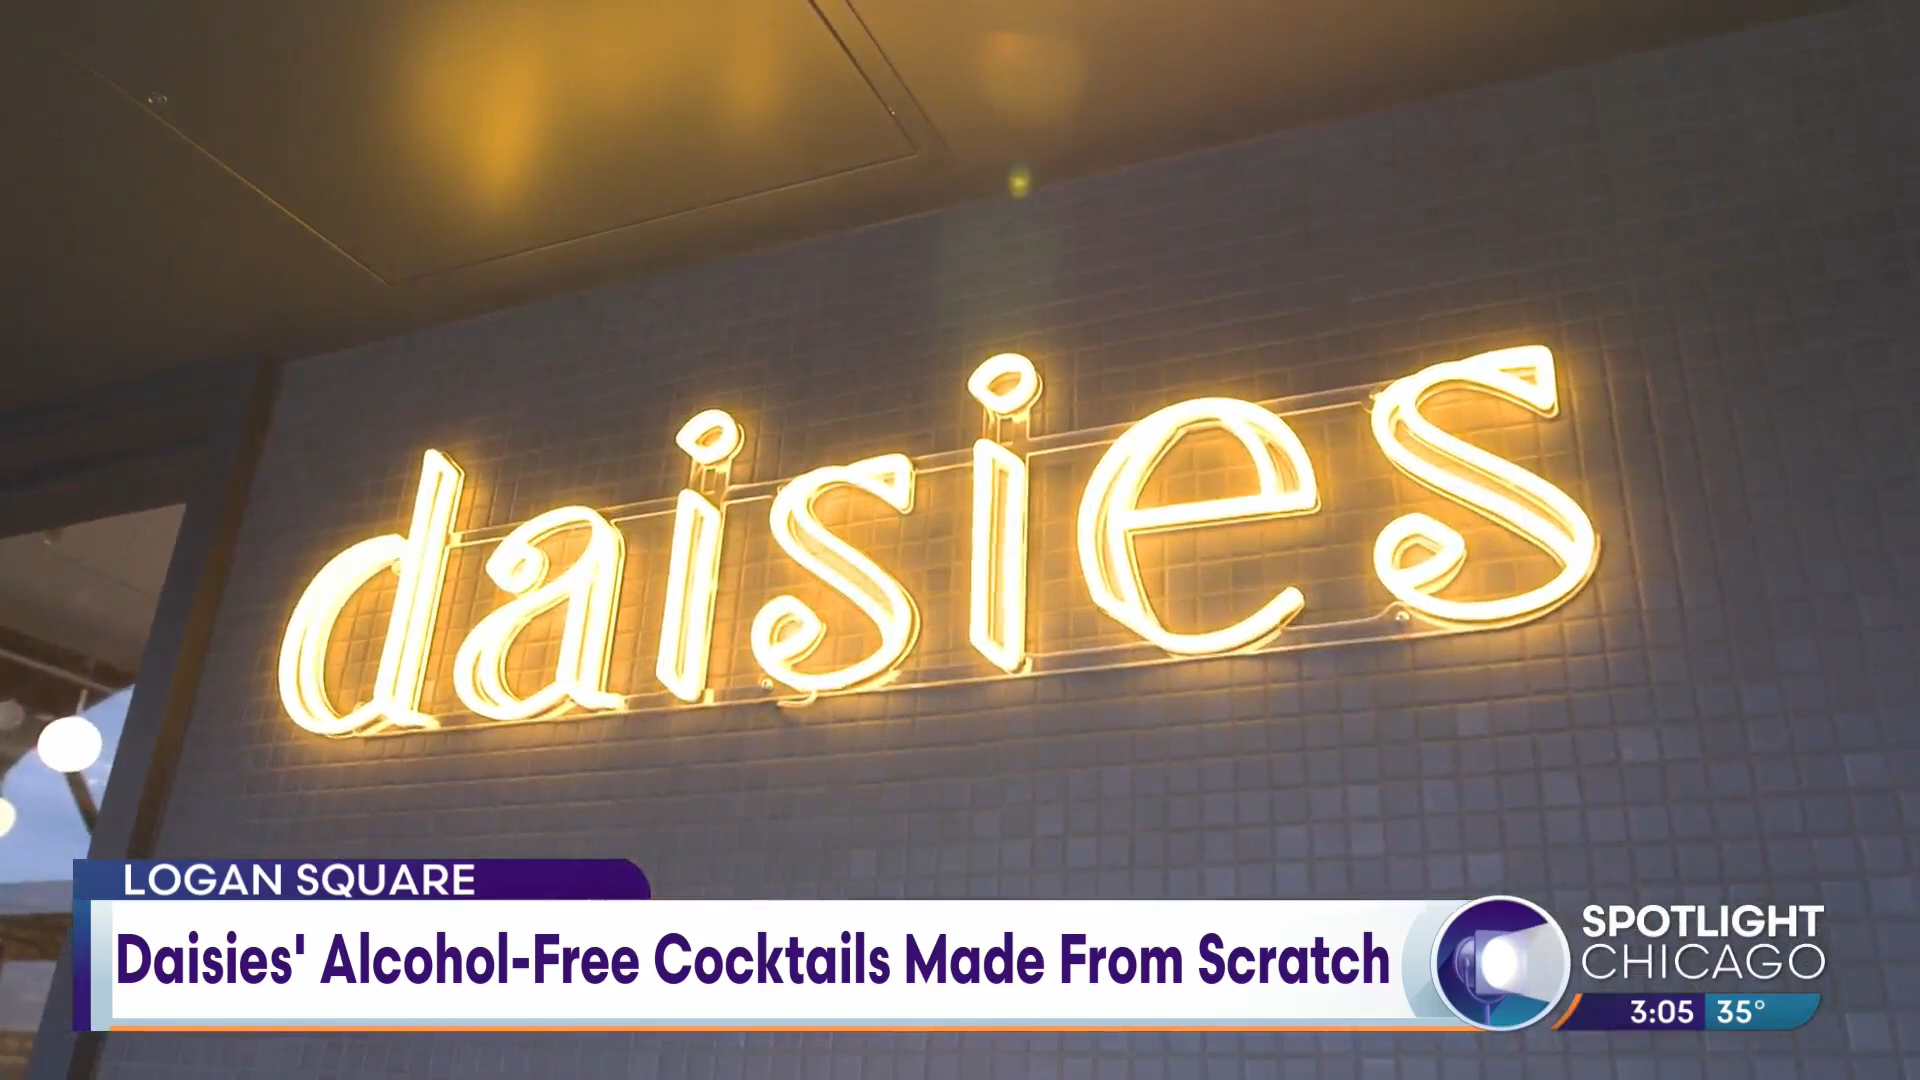 daisies
LOGAN SQUARE
Daisies' Alcohol-Free Cocktails Made From Scratch
SPOTLIGHT
CHICAGO
3:05 35°